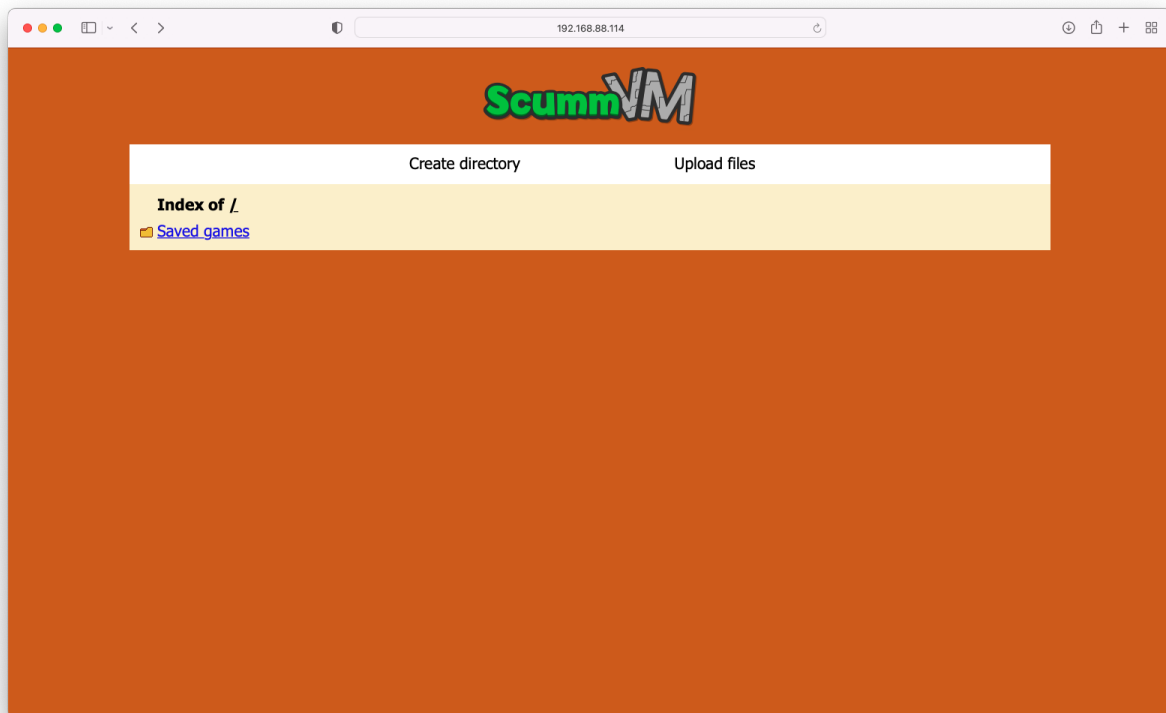 192.168.88.114
ScummVM
Create directory Upload files
Index of /
Saved games